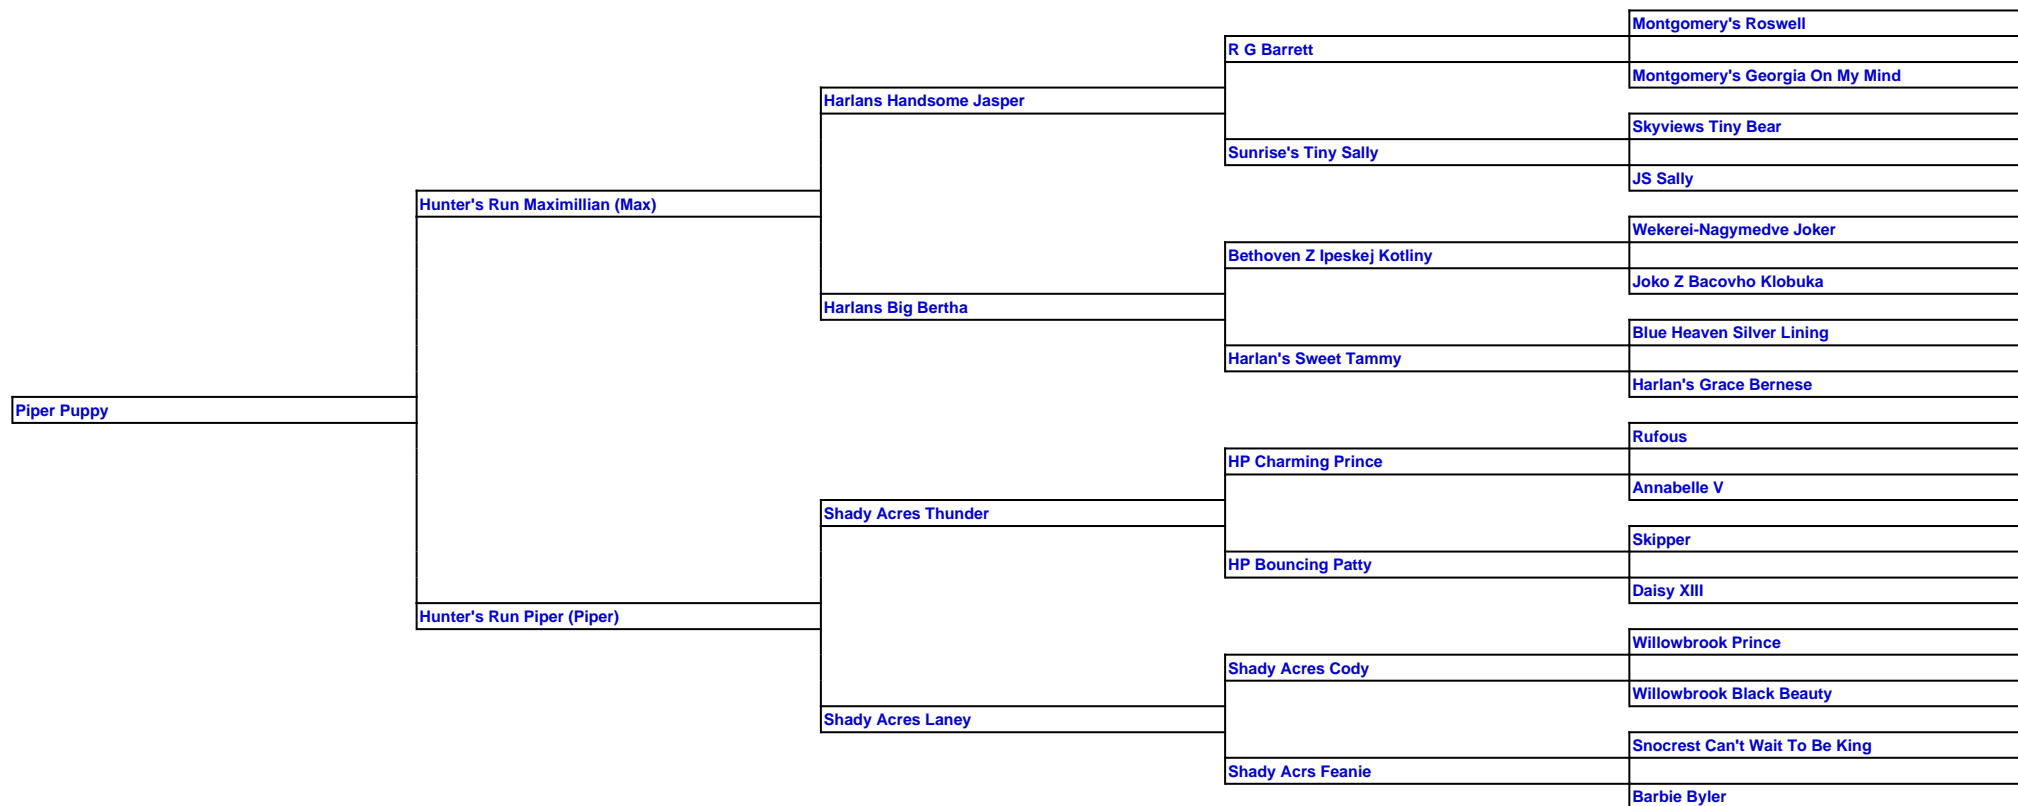 Montgomery's Roswell
R G Barrett
Montgomery's Georgia On My Mind
Harlans Handsome Jasper
Skyviews Tiny Bear
Sunrise's Tiny Sally
JS Sally
Hunter's Run Maximillian (Max)
Wekerei-Nagymedve Joker
Bethoven Z Ipeskej Kotliny
Joko Z Bacovho Klobuka
Harlans Big Bertha
Blue Heaven Silver Lining
Harlan's Sweet Tammy
Harlan's Grace Bernese
Piper Puppy
Rufous
HP Charming Prince
Annabelle V
Shady Acres Thunder
Skipper
HP Bouncing Patty
Daisy XIII
Hunter's Run Piper (Piper)
Willowbrook Prince
Shady Acres Cody
Willowbrook Black Beauty
Shady Acres Laney
Snocrest Can't Wait To Be King
Shady Acrs Feanie
Barbie Byler